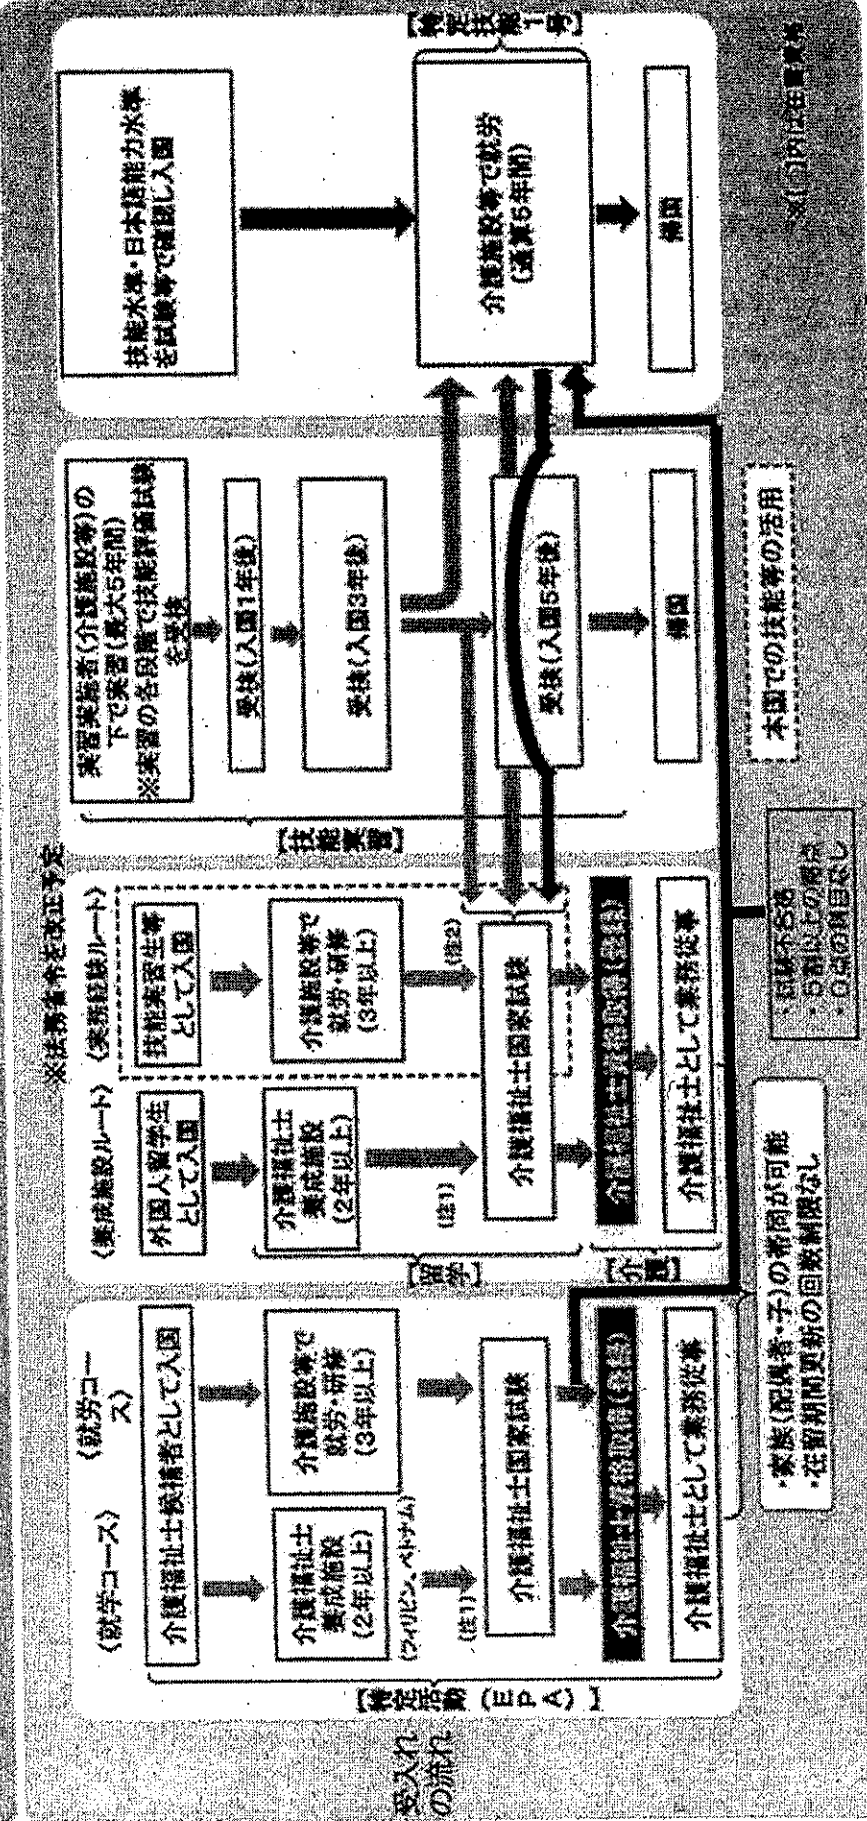 受入れ
の流れ
【特定活動（EPA）】
〈就学コース〉
〈就労コー
ス〉
介護福祉士候補者として入国
介護福祉士
養成施設
(2年以上)
(フィリピン、ベトナム)
介護施設等で
就労・研修
(3年以上)
(注1)
介護福祉士国家試験
介護福祉士資格取得(登録)
介護福祉士として業務従事
・家族(配偶者・子)の帯同が可能
・在留期間更新の回数制限なし
※法務省令を改正予定
〈養成施設ルート〉
〈実務経験ルート〉
外国人留学生
として入国
技能実習生等
として入国
介護福祉士
養成施設
(2年以上)
介護施設等で
就労・研修
(3年以上)
(注1)
(注2)
【留学】
介護福祉士国家試験
【介護】
介護福祉士資格取得(登録)
介護福祉士として業務従事
・試験不合格
・5割以上の得点
・0点の科目なし
【技能実習】
実習実施者(介護施設等)の
下で実習(最大5年間)
※実習の各段階で技能評価試験
を受検
受検(入国1年後)
受検(入国3年後)
受検(入国5年後)
帰国
本国での技能等の活用
技能水準・日本語能力水準
を試験等で確認し入国
【特定技能1号】
介護施設等で就労
(通算5年間)
帰国
※【 】内は在留資格